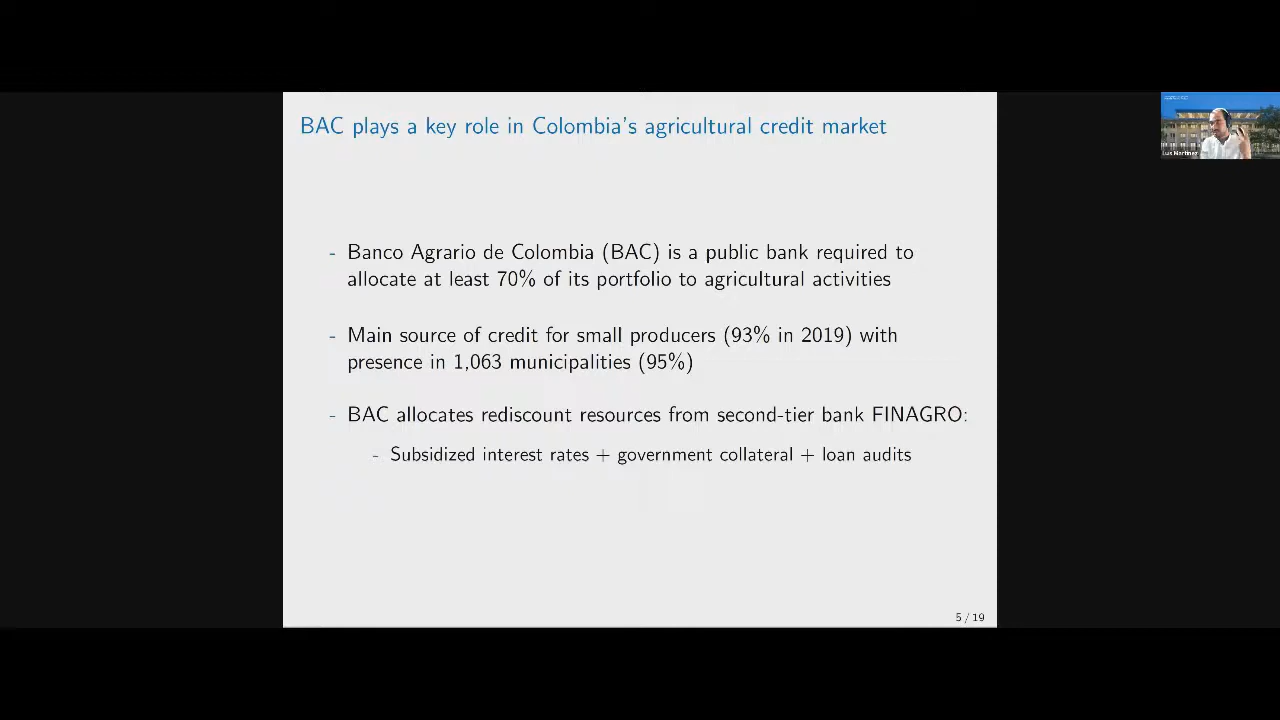 BAC plays a key role in Colombia's agricultural credit market
- Banco Agrario de Colombia (BAC) is a public bank required to
allocate at least 70% of its portfolio to agricultural activities
- Main source of credit for small producers (93% in 2019) with
presence in 1,063 municipalities (95%)
- BAC allocates rediscount resources from second-tier bank FINAGRO:
- Subsidized interest rates + government collateral + loan audits
5 / 19
Luis Martinez